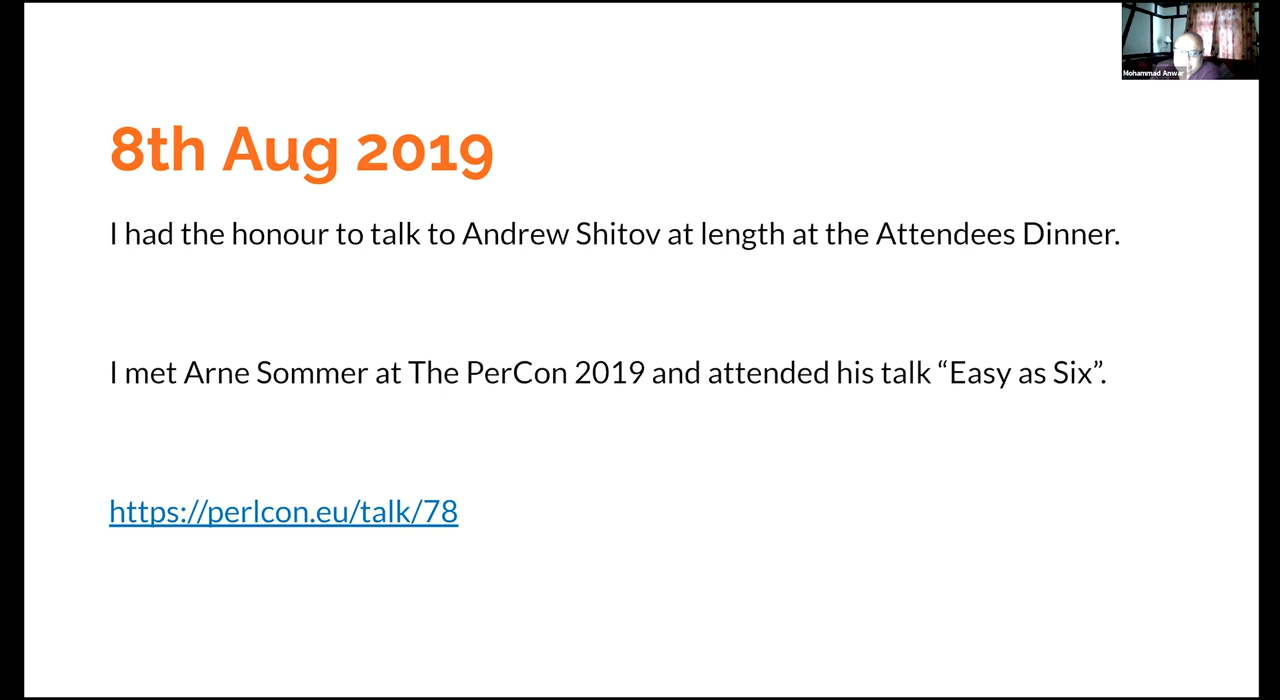 Mohammad Anwar
8th Aug 2019
I had the honour to talk to Andrew Shitov at length at the Attendees Dinner.
I met Arne Sommer at The PerCon 2019 and attended his talk “Easy as Six”.
https://perlcon.eu/talk/78